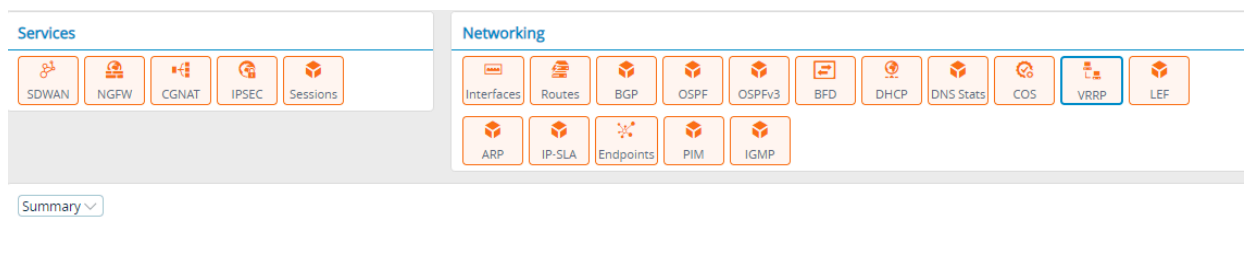 Services
Networking
SDWAN NGFW CGNAT IPSEC Sessions
Interfaces Routes BGP OSPF OSPFv3 BFD DHCP DNS Stats COS VRRP LEF
ARP IP-SLA Endpoints PIM IGMP
Summary